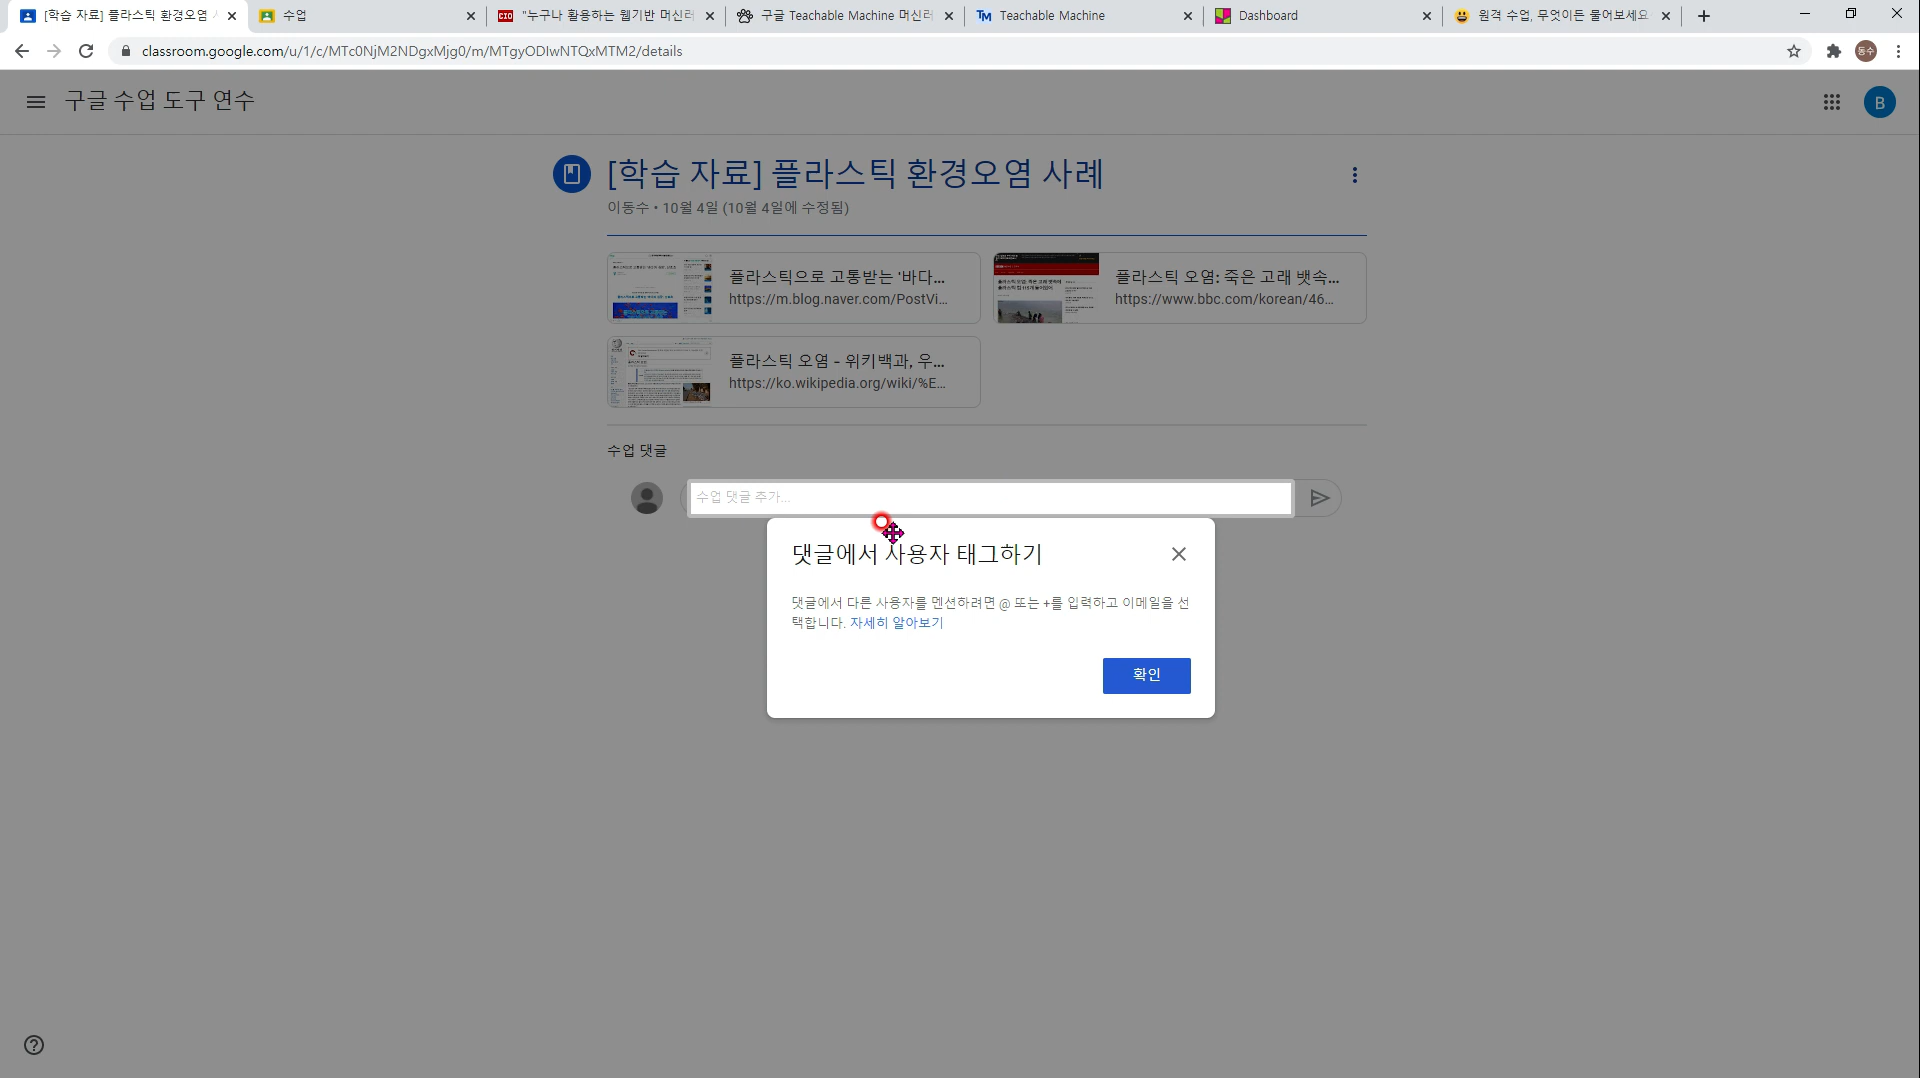 [학습 자료] 플라스틱 환경오염
수업
"누구나 활용하는 웹기반 머신러
구글 Teachable Machine 머신러
Teachable Machine
Dashboard
원격 수업, 무엇이든 물어보세요
classroom.google.com/u/1/c/MTc0NjM2NDgxMjg0/m/MTgyODIwNTQxMTM2/details
동수
구글 수업 도구 연수
B
[학습 자료] 플라스틱 환경오염 사례
이동수 • 10월 4일 (10월 4일에 수정됨)
플라스틱으로 고통받는 '바다...
https://m.blog.naver.com/PostVi...
플라스틱 오염: 죽은 고래 뱃속...
https://www.bbc.com/korean/46...
플라스틱 오염 - 위키백과, 우...
https://ko.wikipedia.org/wiki/%E...
수업 댓글
수업 댓글 추가...
댓글에서 사용자 태그하기
댓글에서 다른 사용자를 멘션하려면 @ 또는 +를 입력하고 이메일을 선
택합니다. 자세히 알아보기
확인